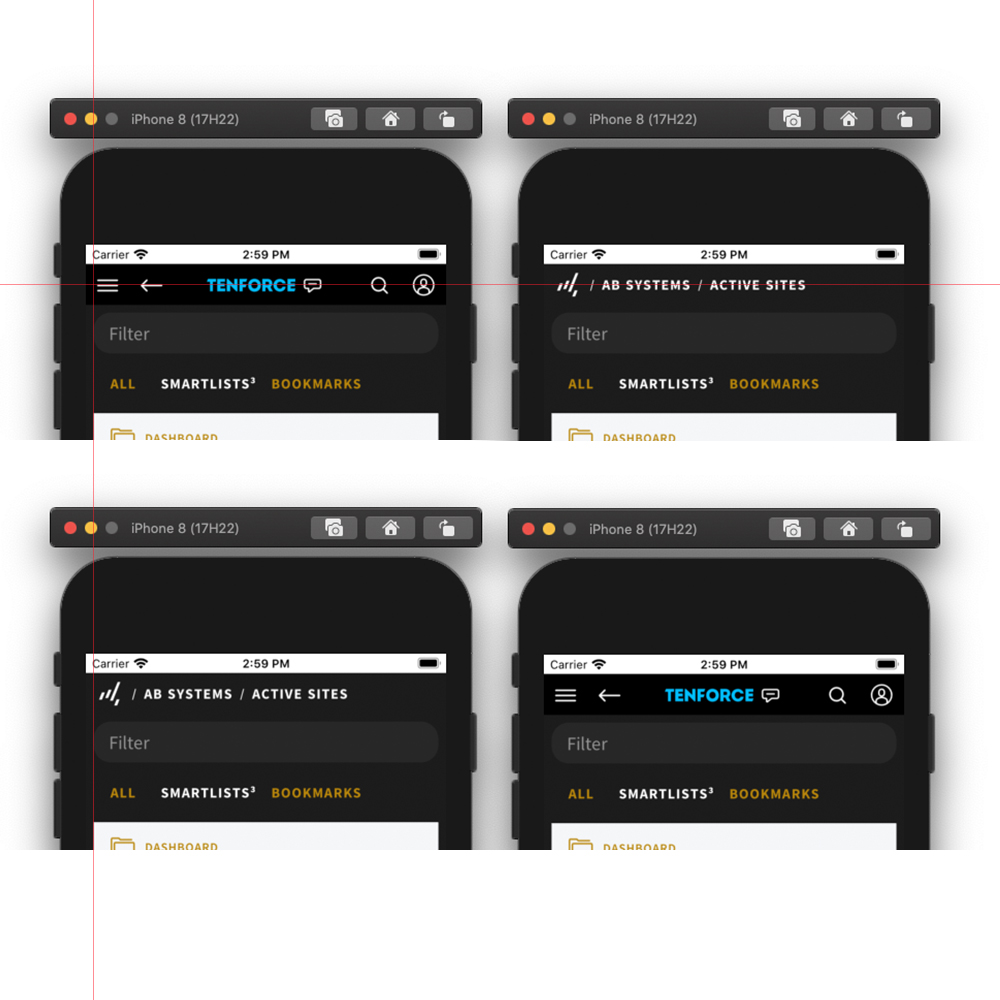 iPhone 8 (17H22)
Carrier 2:59 PM
TENFORCE
Filter
ALL SMARTLISTS³ BOOKMARKS
DASHBOARD
iPhone 8 (17H22)
Carrier 2:59 PM
/ AB SYSTEMS / ACTIVE SITES
Filter
ALL SMARTLISTS³ BOOKMARKS
DASHBOARD
iPhone 8 (17H22)
Carrier 2:59 PM
/ AB SYSTEMS / ACTIVE SITES
Filter
ALL SMARTLISTS³ BOOKMARKS
DASHBOARD
iPhone 8 (17H22)
Carrier 2:59 PM
TENFORCE
Filter
ALL SMARTLISTS³ BOOKMARKS
DASHBOARD